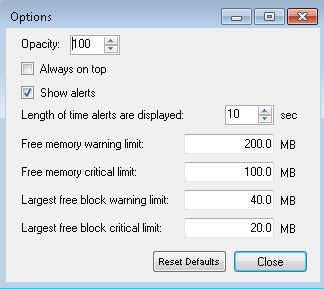 Options
Opacity: 100
Always on top
Show alerts
Length of time alerts are displayed: 10 sec
Free memory warning limit: 200.0 MB
Free memory critical limit: 100.0 MB
Largest free block warning limit: 40.0 MB
Largest free block critical limit: 20.0 MB
Reset Defaults Close